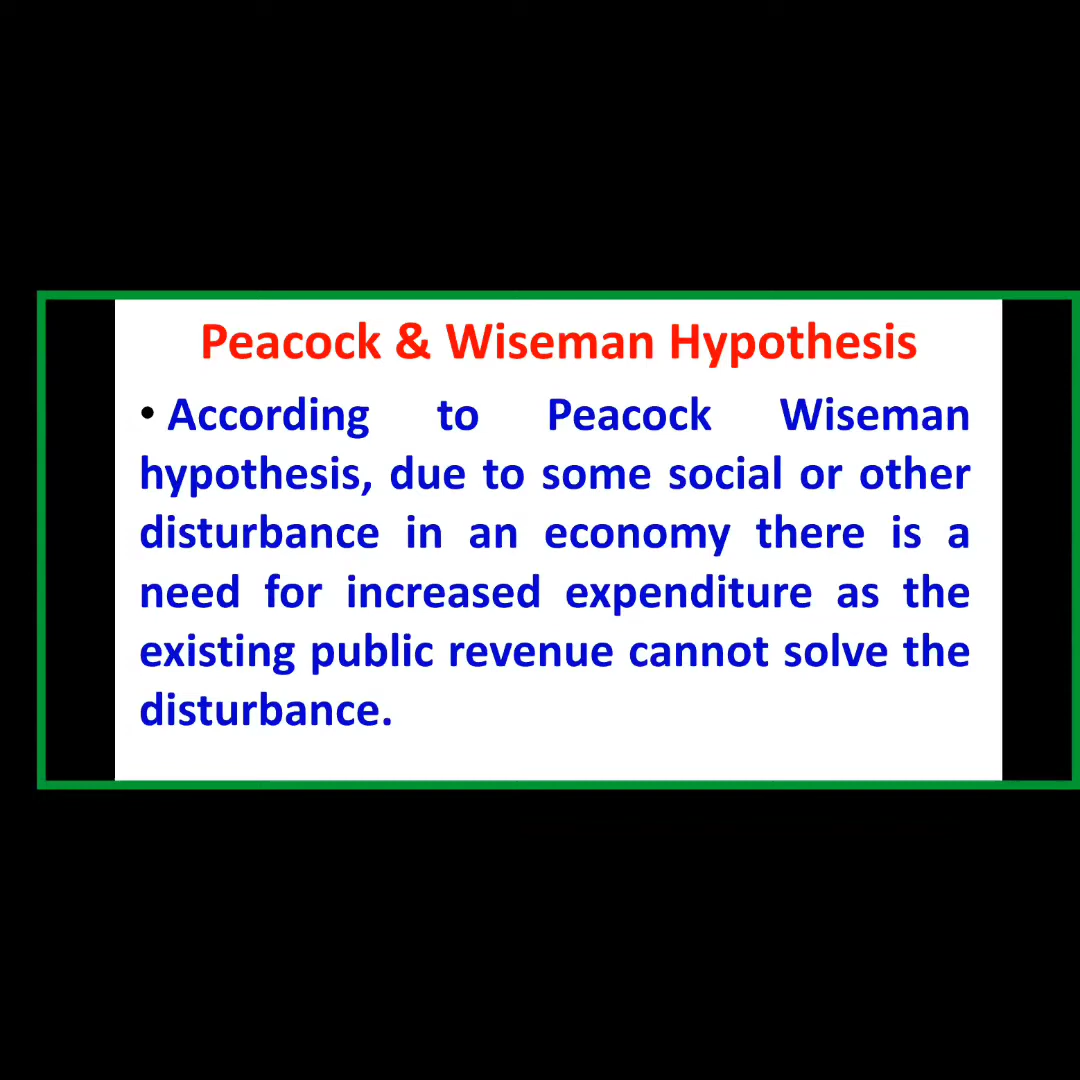 Peacock & Wiseman Hypothesis
• According to Peacock Wiseman
hypothesis, due to some social or other
disturbance in an economy there is a
need for increased expenditure as the
existing public revenue cannot solve the
disturbance.